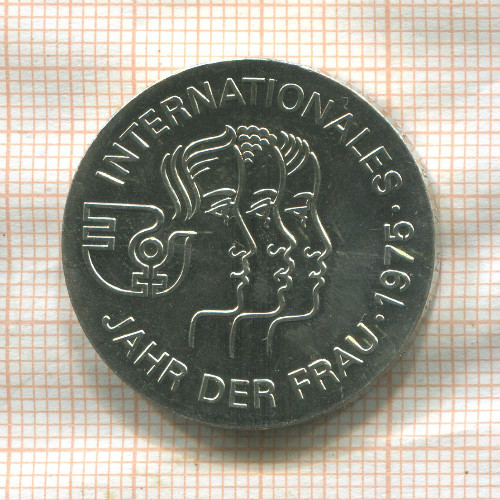 INTERNATIONALES
JAHR DER FRAU · 1975 ·